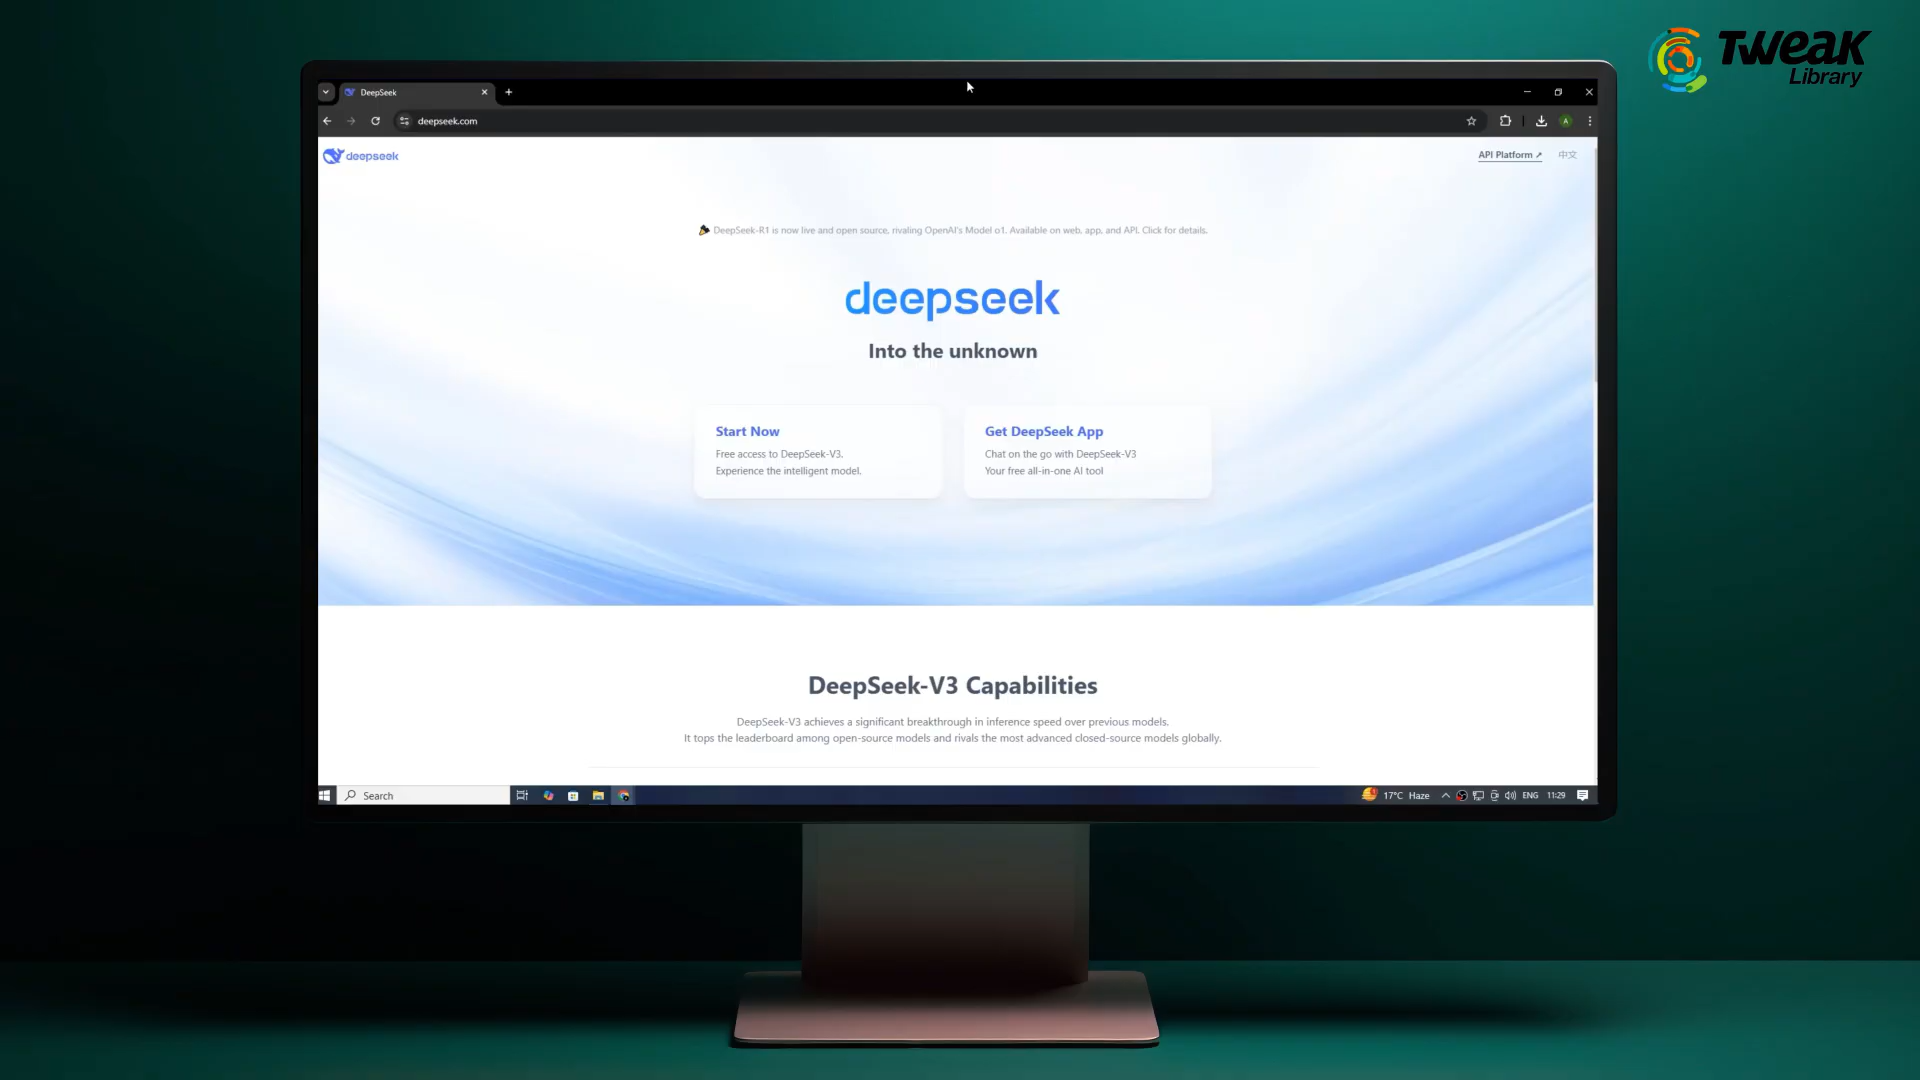 Tweak
Library
DeepSeek
deepseek.com
A
deepseek
API Platform ↗
中文
DeepSeek-R1 is now live and open source, rivaling OpenAI's Model o1. Available on web, app, and API. Click for details.
deepseek
Into the unknown
Start Now
Free access to DeepSeek-V3.
Experience the intelligent model.
Get DeepSeek App
Chat on the go with DeepSeek-V3
Your free all-in-one AI tool
DeepSeek-V3 Capabilities
DeepSeek-V3 achieves a significant breakthrough in inference speed over previous models.
It tops the leaderboard among open-source models and rivals the most advanced closed-source models globally.
Search
17°C Haze
ENG
11:29